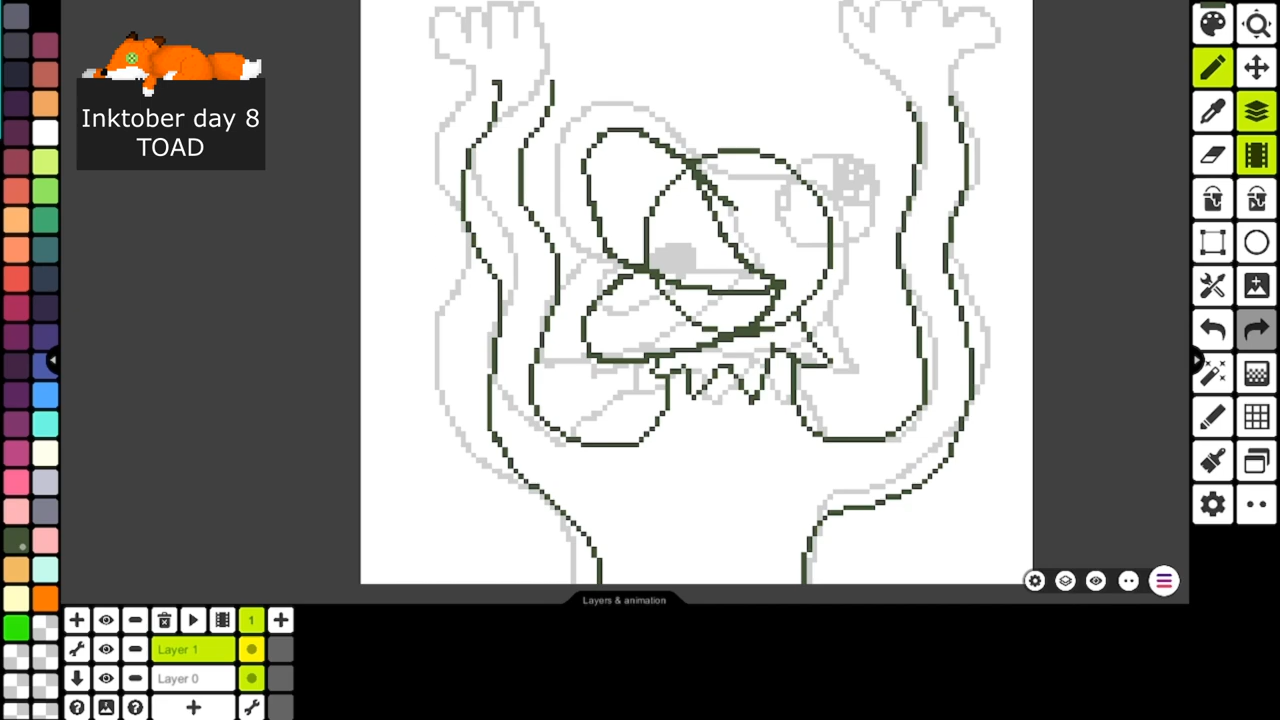 Inktober day 8
TOAD
Layers & animation
1
Layer 1
Layer 0